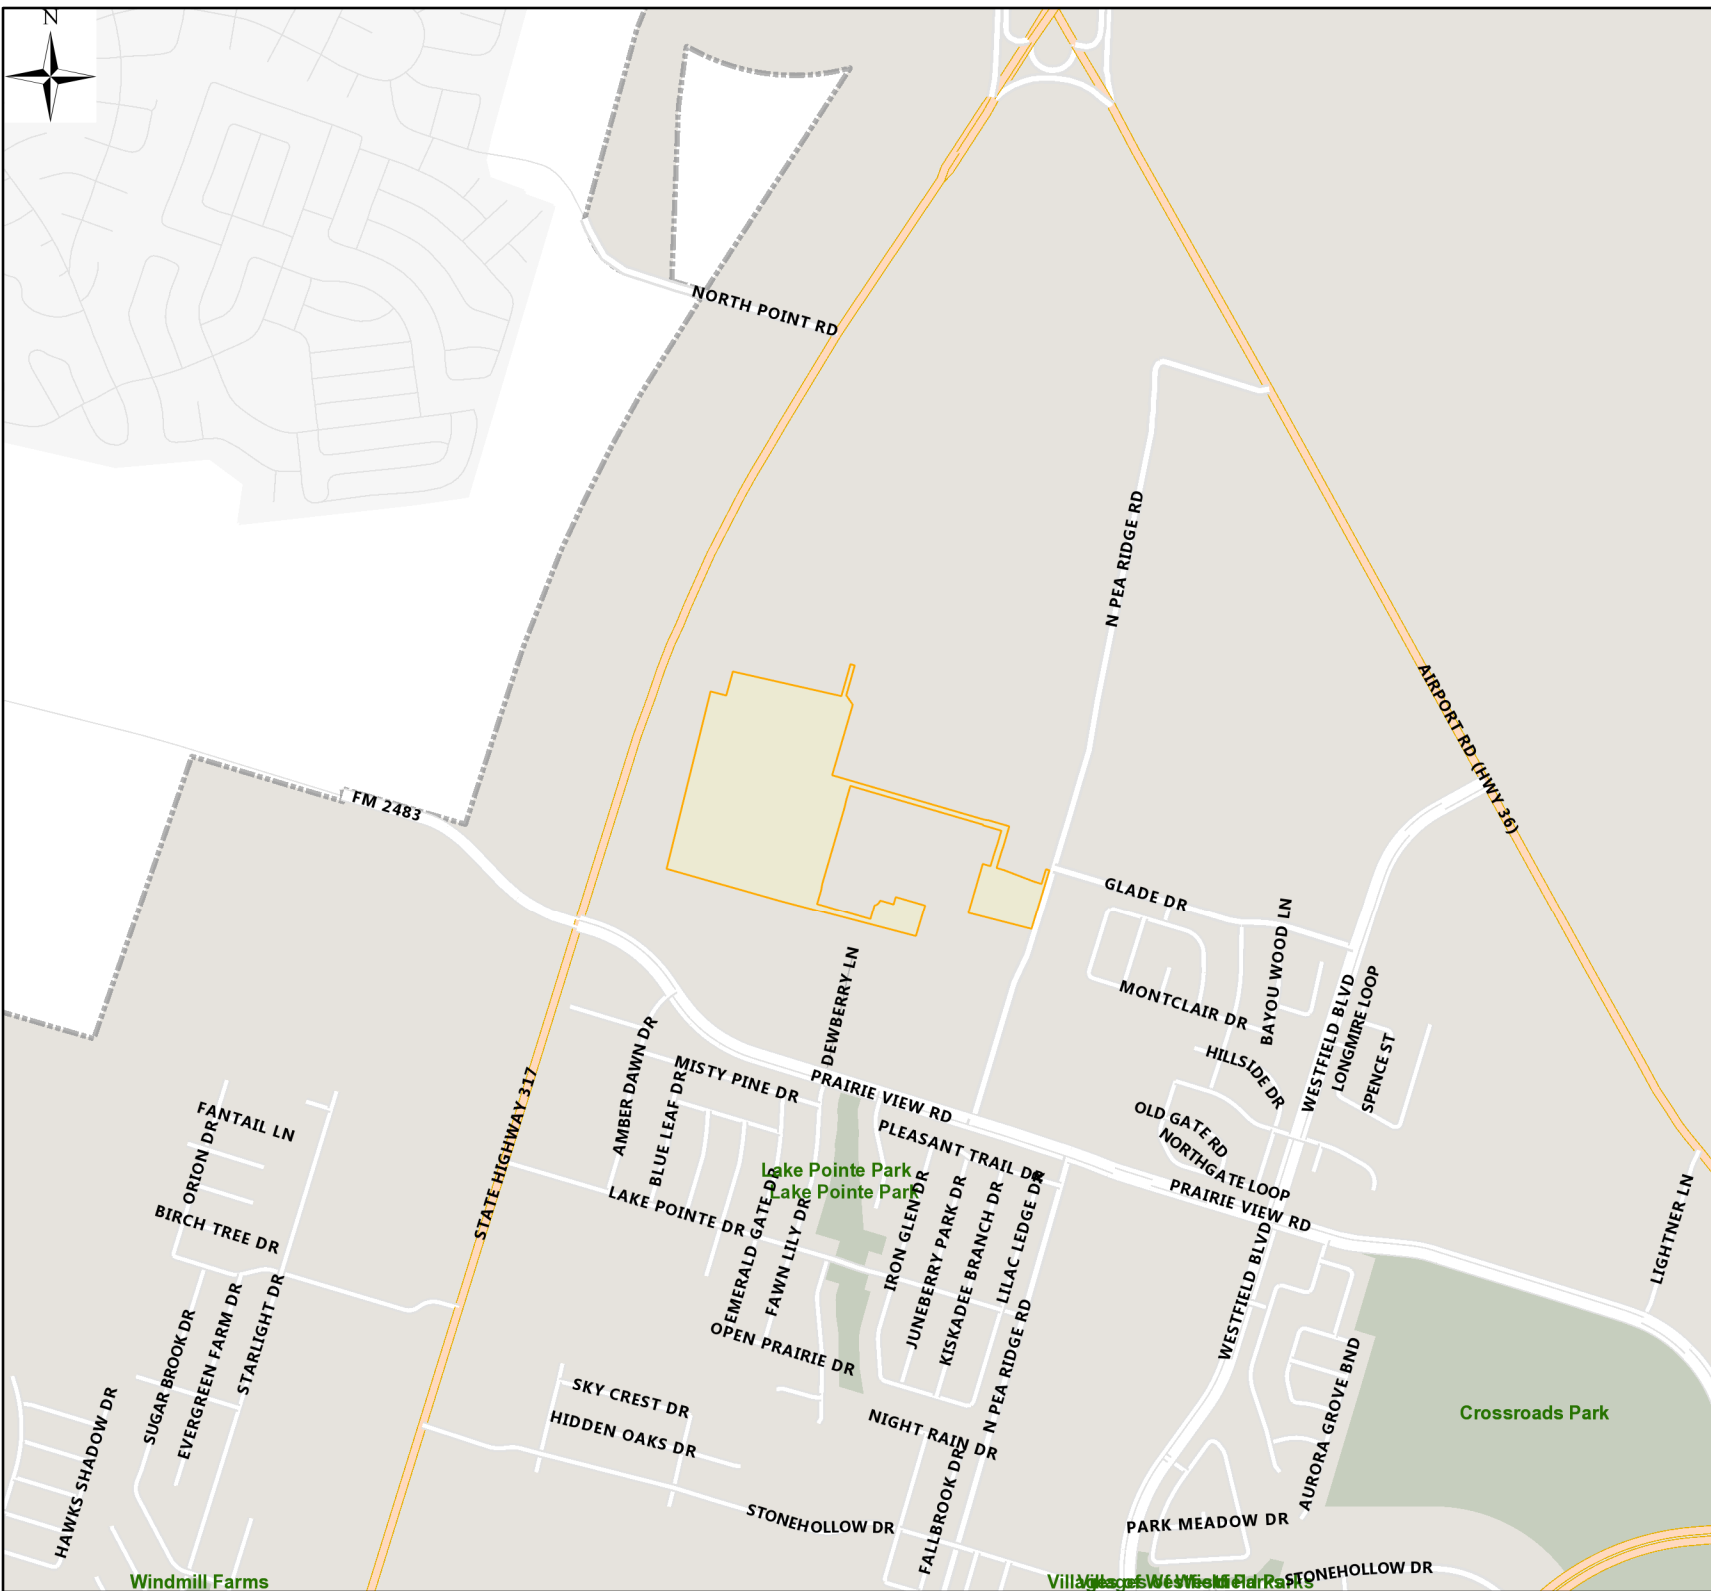 N
NORTH POINT RD
N PEA RIDGE RD
AIRPORT RD (HWY 36)
FM 2483
GLADE DR
BAYOU WOOD LN
MONTCLAIR DR
DEWBERRY LN
WESTFIELD BLVD
LONGMIRE LOOP
SPENCE ST
HILLSIDE DR
AMBER DAWN DR
MISTY PINE DR
BLUE LEAF DR
PRAIRIE VIEW RD
STATE HIGHWAY 317
FANTAIL LN
ORION DR
PLEASANT TRAIL DR
OLD GATE RD
NORTHGATE LOOP
Lake Pointe Park
Lake Pointe Park
PRAIRIE VIEW RD
LAKE POINTE DR
BIRCH TREE DR
EMERALD GATE DR
FAWN LILY DR
IRON GLEN DR
JUNEBERRY PARK DR
KISKADEE BRANCH DR
LILAC LEDGE DR
LIGHTNER LN
WESTFIELD BLVD
SUGAR BROOK DR
EVERGREEN FARM DR
STARLIGHT DR
OPEN PRAIRIE DR
N PEA RIDGE RD
AURORA GROVE BND
Crossroads Park
SKY CREST DR
HIDDEN OAKS DR
NIGHT RAIN DR
HAWKS SHADOW DR
FALLBROOK DR
STONEHOLLOW DR
PARK MEADOW DR
STONEHOLLOW DR
Windmill Farms
Villages of Westfield Parks